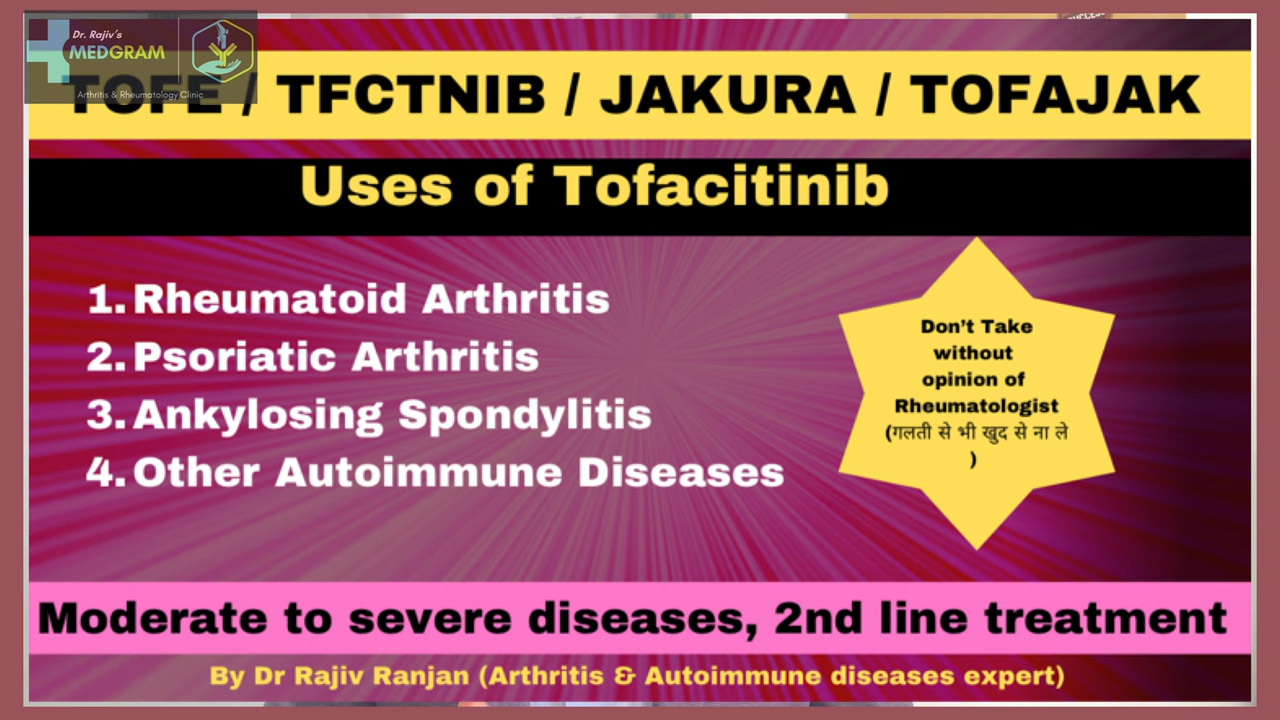 Dr. Rajiv's
MEDGRAM
Arthritis & Rheumatology Clinic
TOFE / TFCTNIB / JAKURA / TOFAJAK
Uses of Tofacitinib
1. Rheumatoid Arthritis
2. Psoriatic Arthritis
3. Ankylosing Spondylitis
4. Other Autoimmune Diseases
Don't Take
without
opinion of
Rheumatologist
(गलती से भी खुद से ना ले
)
Moderate to severe diseases, 2nd line treatment
By Dr Rajiv Ranjan (Arthritis & Autoimmune diseases expert)